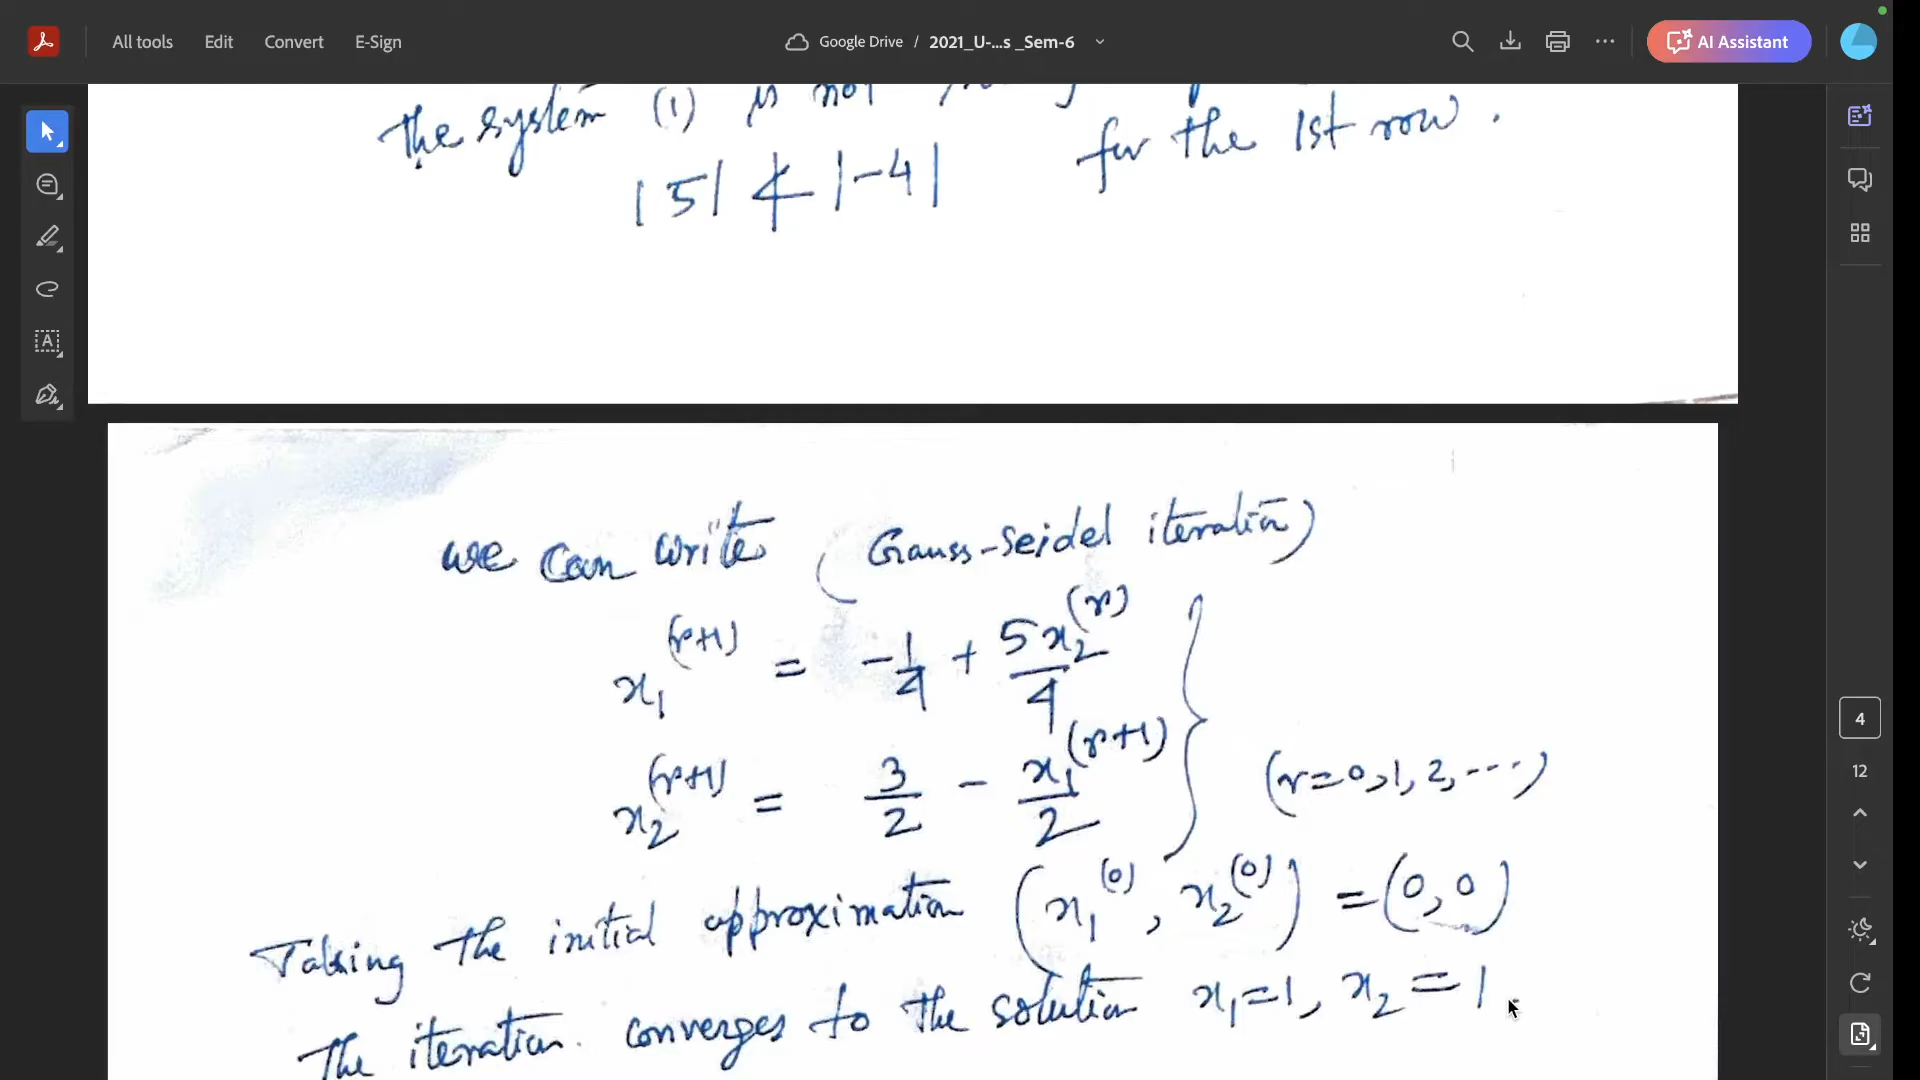 All tools Edit Convert E-Sign Google Drive / 2021_U-...s _Sem-6 AI Assistant
the system (1) is not
for the 1st row.
|5| ≮ |-4|
we can write (Gauss-Seidel iteration)
x₁^(r+1) = -1/4 + 5x₂^(r)/4
x₂^(r+1) = 3/2 - x₁^(r+1)/2 (r=0,1,2,...)
Taking the initial approximation (x₁^(0), x₂^(0)) = (0,0)
The iteration. converges to the solution x₁=1, x₂=1.
4
12